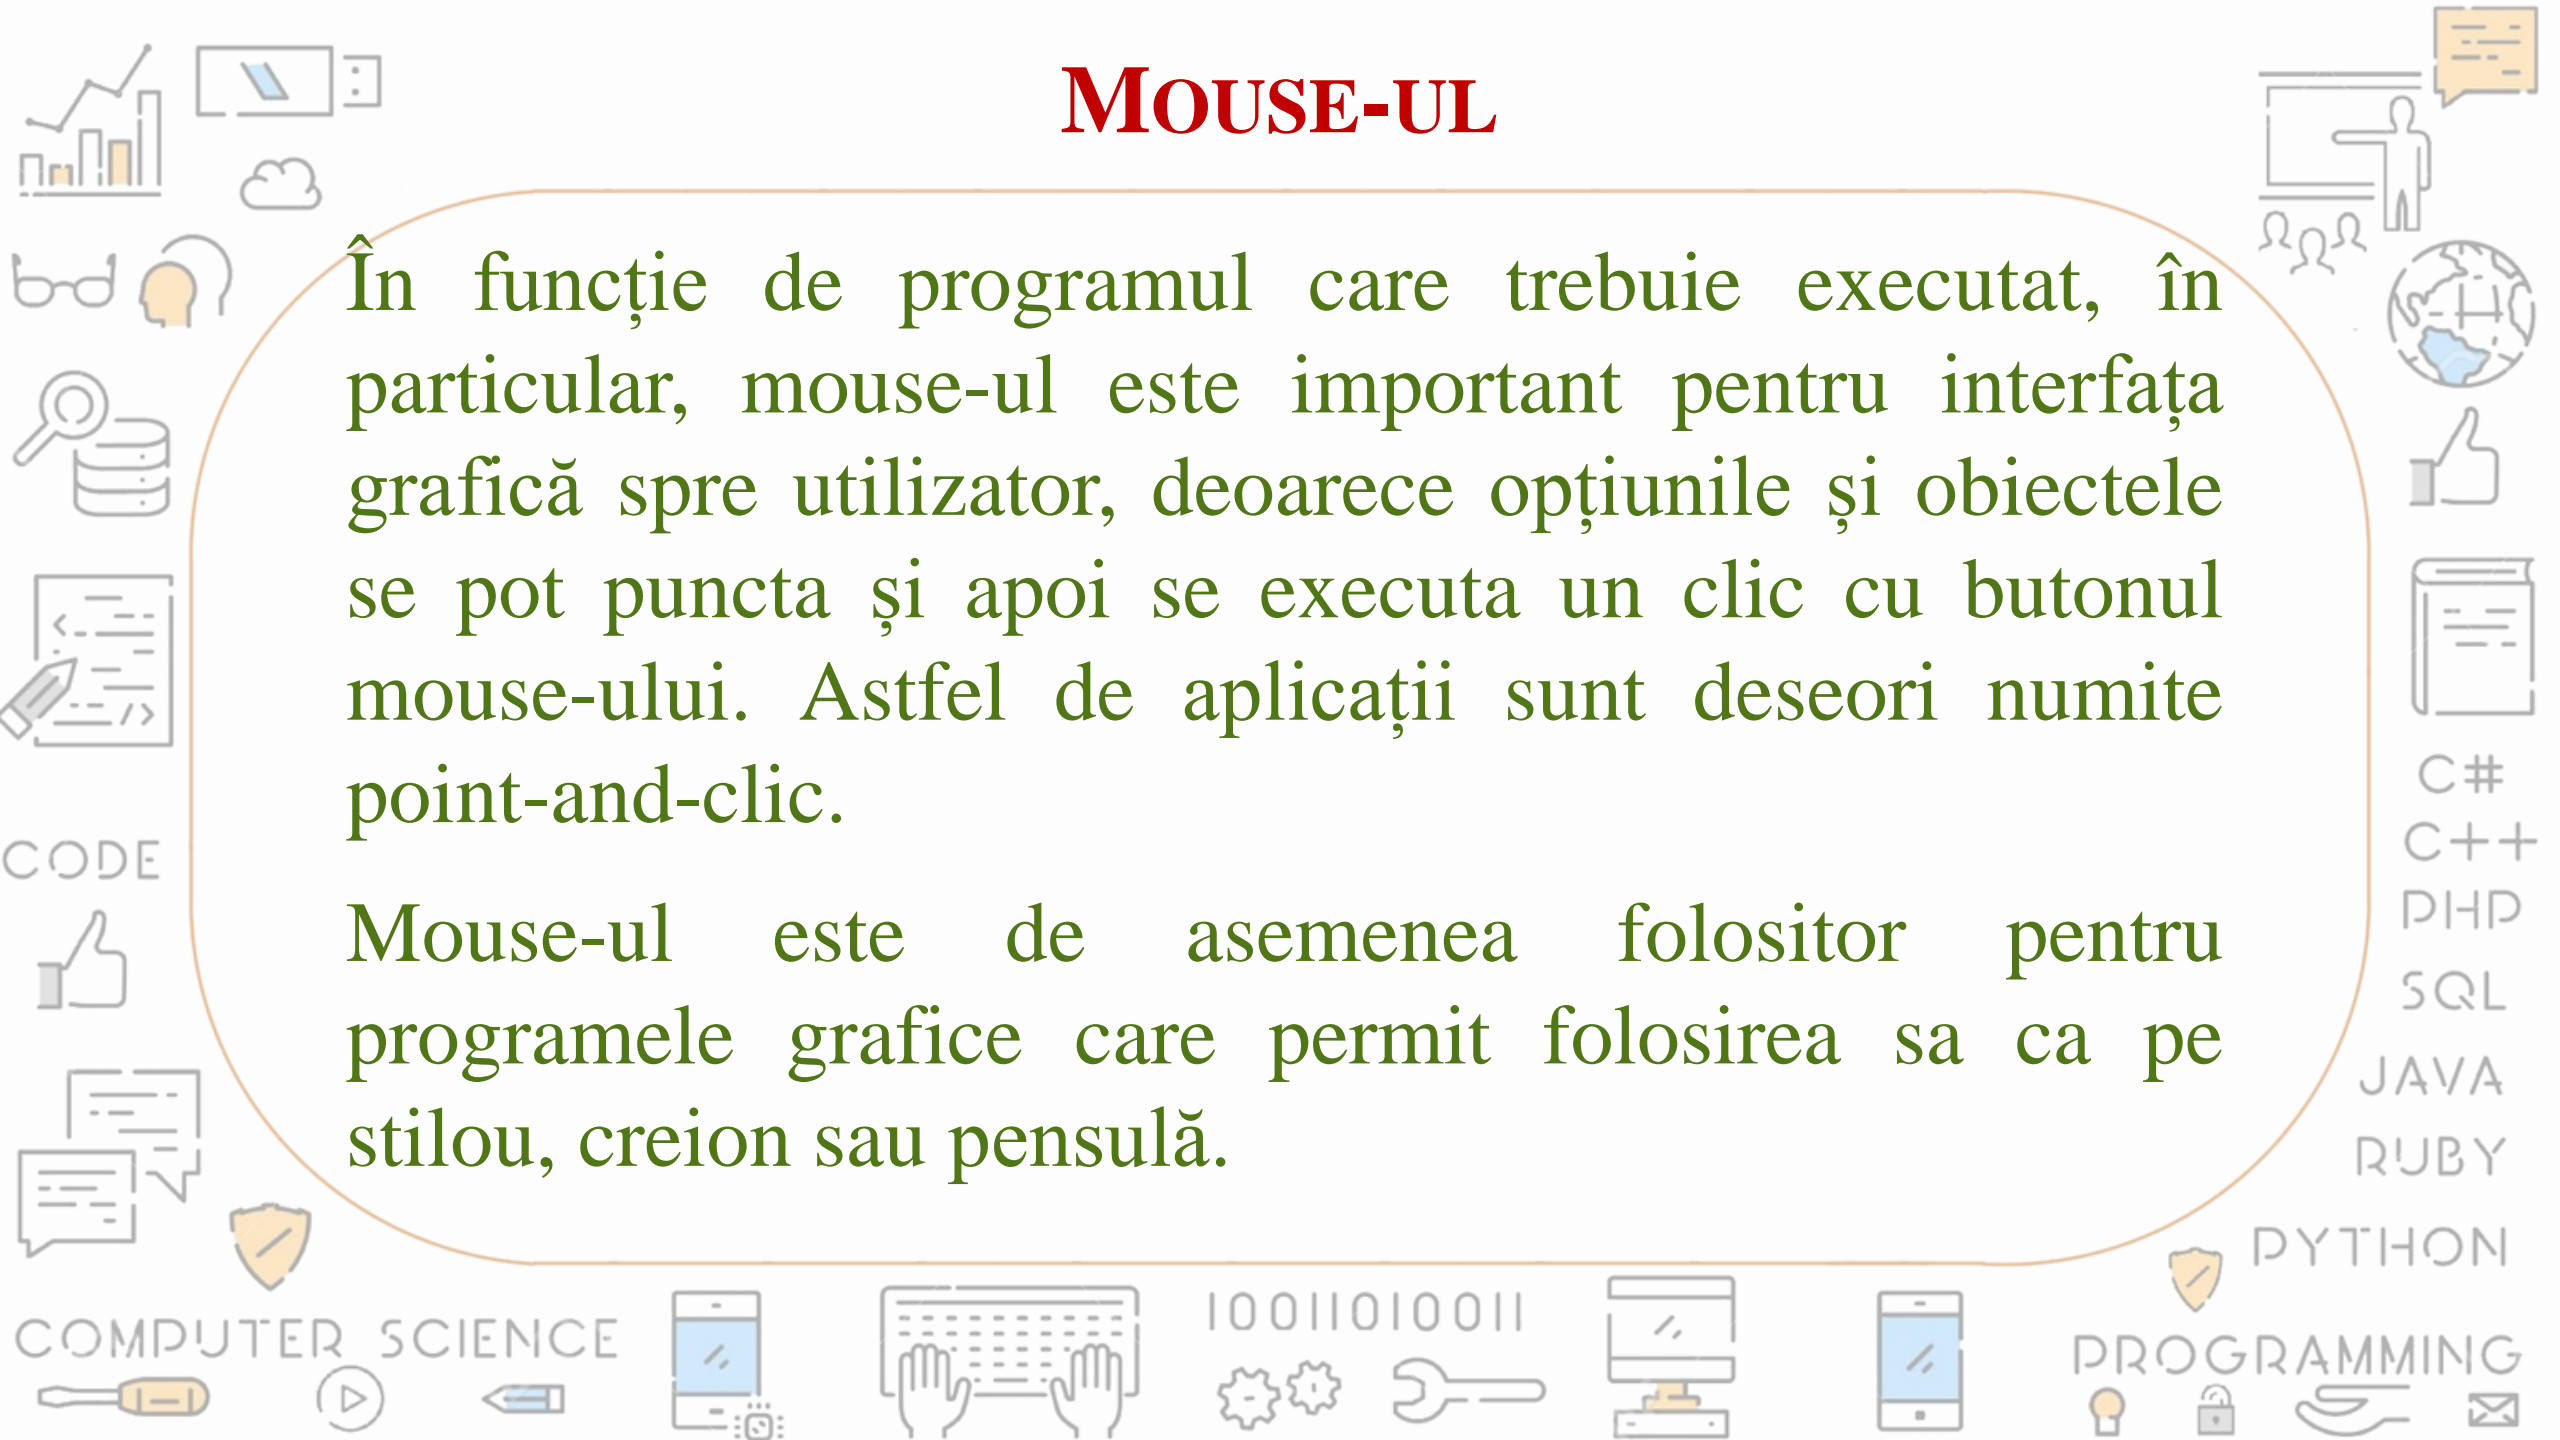 MOUSE-UL
În funcție de programul care trebuie executat, în
particular, mouse-ul este important pentru interfața
grafică spre utilizator, deoarece opțiunile și obiectele
se pot puncta și apoi se executa un clic cu butonul
mouse-ului. Astfel de aplicații sunt deseori numite
point-and-clic.
Mouse-ul este de asemenea folositor pentru
programele grafice care permit folosirea sa ca pe
stilou, creion sau pensulă.
CODE
C#
C++
PHP
SQL
JAVA
RUBY
PYTHON
COMPUTER SCIENCE
10011010011
PROGRAMMING